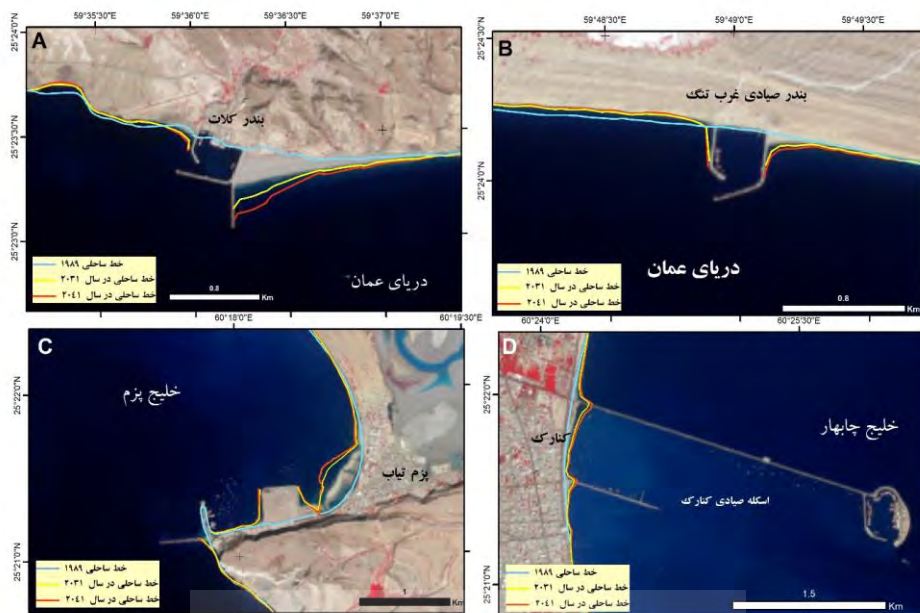 59°35'30"E
59°36'0"E
59°36'30"E
59°37'0"E
25°24'0"N
25°23'30"N
25°23'0"N
A
بندر کلات
دریای عمان
خط ساحلی ۱۹۸۹
خط ساحلی در سال ۲۰۳۱
خط ساحلی در سال ۲۰۴۱
0.8
Km
59°48'30"E
59°49'0"E
59°49'30"E
25°24'30"N
25°24'0"N
B
بندر صیادی غرب تنگ
دریای عمان
خط ساحلی ۱۹۸۹
خط ساحلی در سال ۲۰۳۱
خط ساحلی در سال ۲۰۴۱
0.8
Km
60°18'0"E
60°19'30"E
25°22'0"N
25°21'0"N
C
خلیج پزم
پزم تیاب
خط ساحلی ۱۹۸۹
خط ساحلی در سال ۲۰۳۱
خط ساحلی در سال ۲۰۴۱
1
Km
60°24'0"E
60°25'30"E
25°22'0"N
25°21'0"N
D
خلیج چابهار
کنارک
اسکله صیادی کنارک
خط ساحلی ۱۹۸۹
خط ساحلی در سال ۲۰۳۱
خط ساحلی در سال ۲۰۴۱
1.5
Km